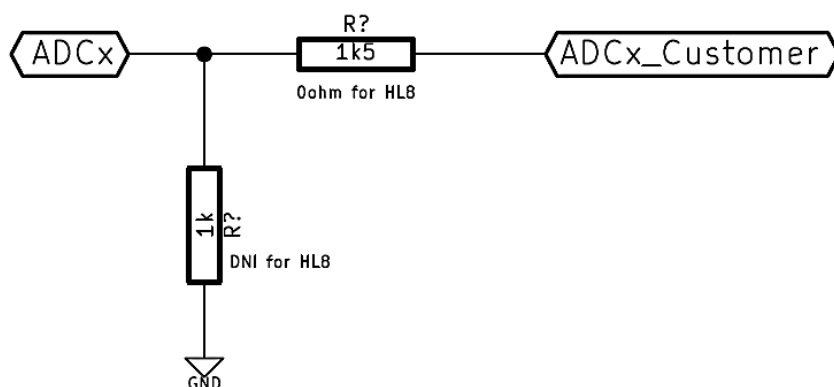 R?
ADCx
1k5
ADCx_Customer
0ohm for HL8
1k
R?
DNI for HL8
GND